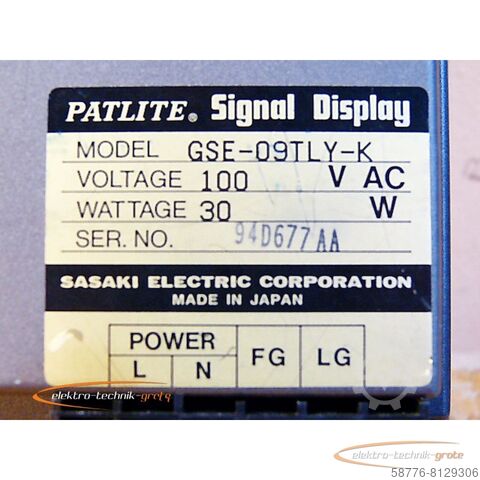 PATLITE® Signal Display
MODEL GSE-09TLY-K
VOLTAGE 100 V AC
WATTAGE 30 W
SER. NO. 94D677AA
SASAKI ELECTRIC CORPORATION
MADE IN JAPAN
POWER
L N FG LG
elektro-technik-grote
elektro-technik-grote
58776-8129306